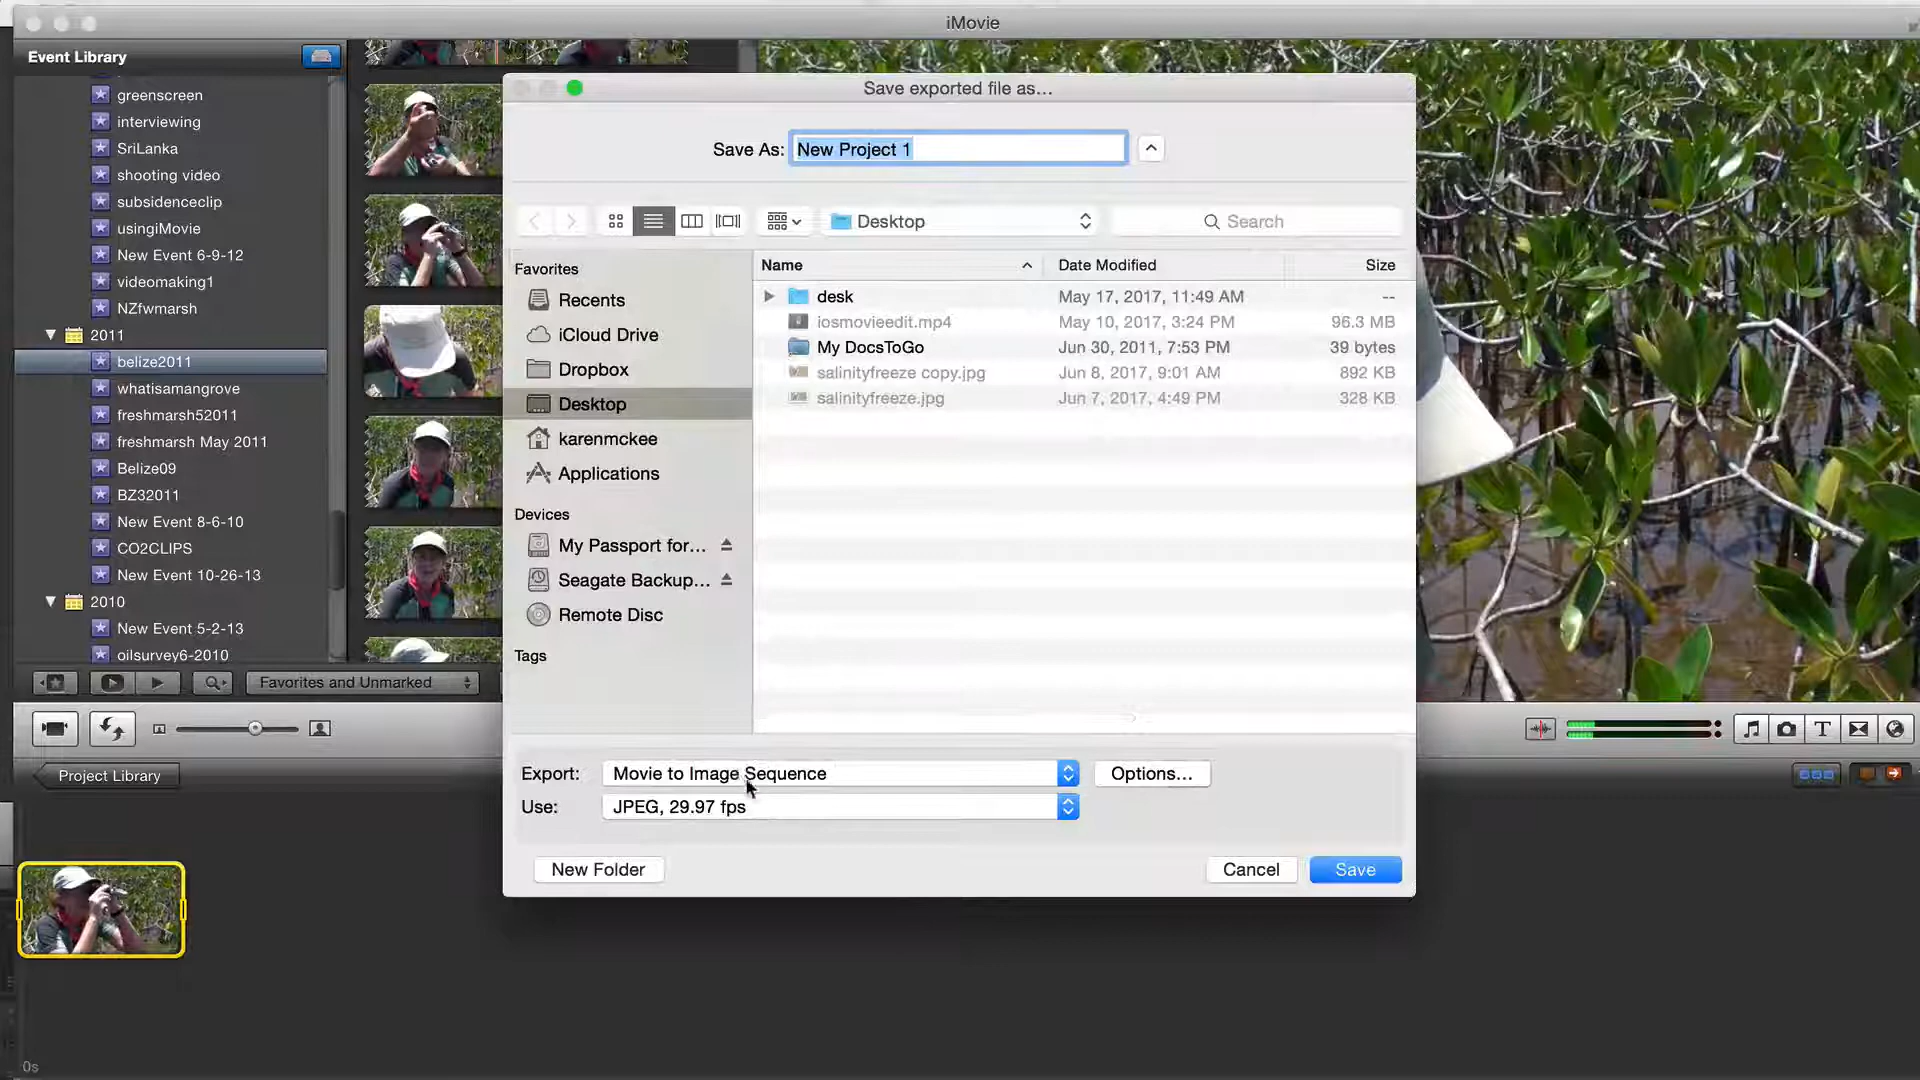 iMovie
Event Library
greenscreen
interviewing
SriLanka
shooting video
subsidenceclip
usingiMovie
New Event 6-9-12
videomaking1
NZfwmarsh
2011
belize2011
whatisamangrove
freshmarsh52011
freshmarsh May 2011
Belize09
BZ32011
New Event 8-6-10
CO2CLIPS
New Event 10-26-13
2010
New Event 5-2-13
oilsurvey6-2010
Favorites and Unmarked
Project Library
0s
Save exported file as...
Save As: New Project 1
Desktop
Search
Favorites
Recents
iCloud Drive
Dropbox
Desktop
karenmckee
Applications
Devices
My Passport for...
Seagate Backup...
Remote Disc
Tags
Name Date Modified Size
desk May 17, 2017, 11:49 AM --
iosmovieedit.mp4 May 10, 2017, 3:24 PM 96.3 MB
My DocsToGo Jun 30, 2011, 7:53 PM 39 bytes
salinityfreeze copy.jpg Jun 8, 2017, 9:01 AM 892 KB
salinityfreeze.jpg Jun 7, 2017, 4:49 PM 328 KB
Export: Movie to Image Sequence Options...
Use: JPEG, 29.97 fps
New Folder Cancel Save
T